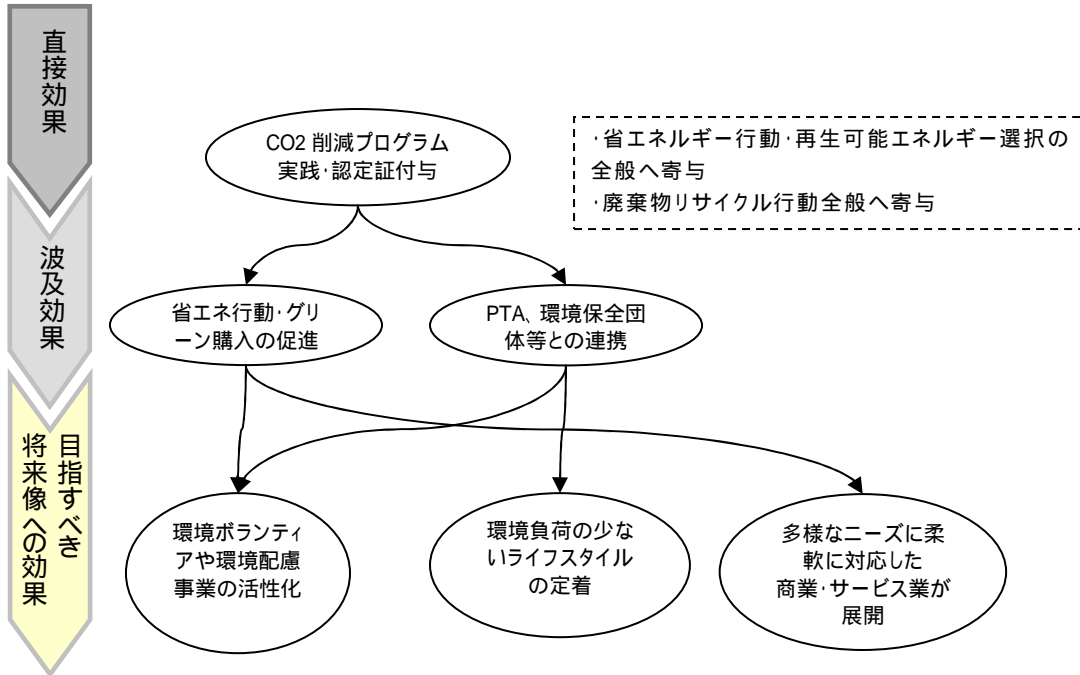 直接効果
CO2 削減プログラム
実践・認定証付与
・省エネルギー行動・再生可能エネルギー選択の
全般へ寄与
・廃棄物リサイクル行動全般へ寄与
波及効果
省エネ行動・グリ
ーン購入の促進
PTA、環境保全団
体等との連携
目指すべき
将来像への効果
環境ボランティ
アや環境配慮
事業の活性化
環境負荷の少な
いライフスタイル
の定着
多様なニーズに柔
軟に対応した
商業・サービス業が
展開